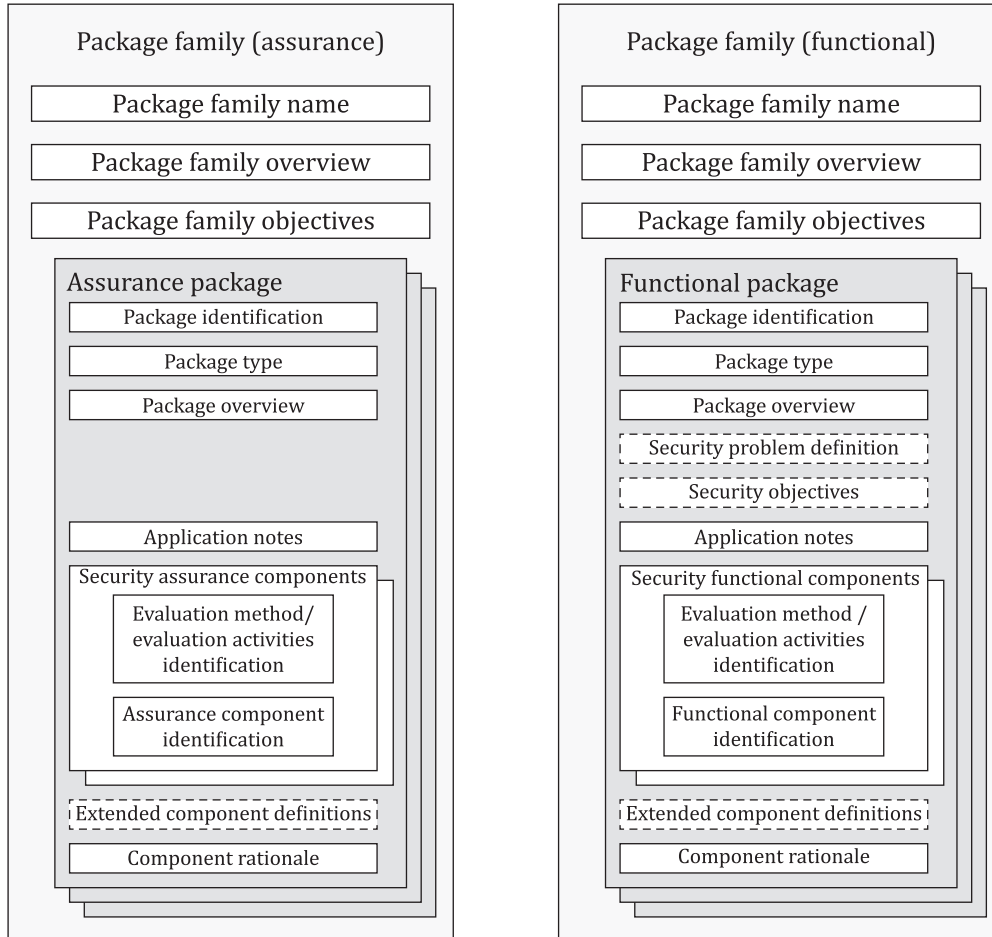 Package family (assurance)
Package family name
Package family overview
Package family objectives
Assurance package
Package identification
Package type
Package overview
Application notes
Security assurance components
Evaluation method/
evaluation activities
identification
Assurance component
identification
Extended component definitions
Component rationale
Package family (functional)
Package family name
Package family overview
Package family objectives
Functional package
Package identification
Package type
Package overview
Security problem definition
Security objectives
Application notes
Security functional components
Evaluation method /
evaluation activities
identification
Functional component
identification
Extended component definitions
Component rationale